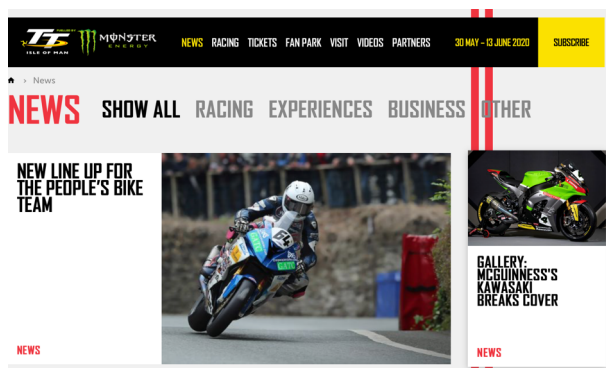 TT
ISLE OF MAN
MONSTER
ENERGY
NEWS RACING TICKETS FAN PARK VISIT VIDEOS PARTNERS
30 MAY – 13 JUNE 2020
SUBSCRIBE
› News
NEWS SHOW ALL RACING EXPERIENCES BUSINESS OTHER
NEW LINE UP FOR
THE PEOPLE'S BIKE
TEAM
64
GATE
NEWS
GALLERY:
MCGUINNESS'S
KAWASAKI
BREAKS COVER
NEWS